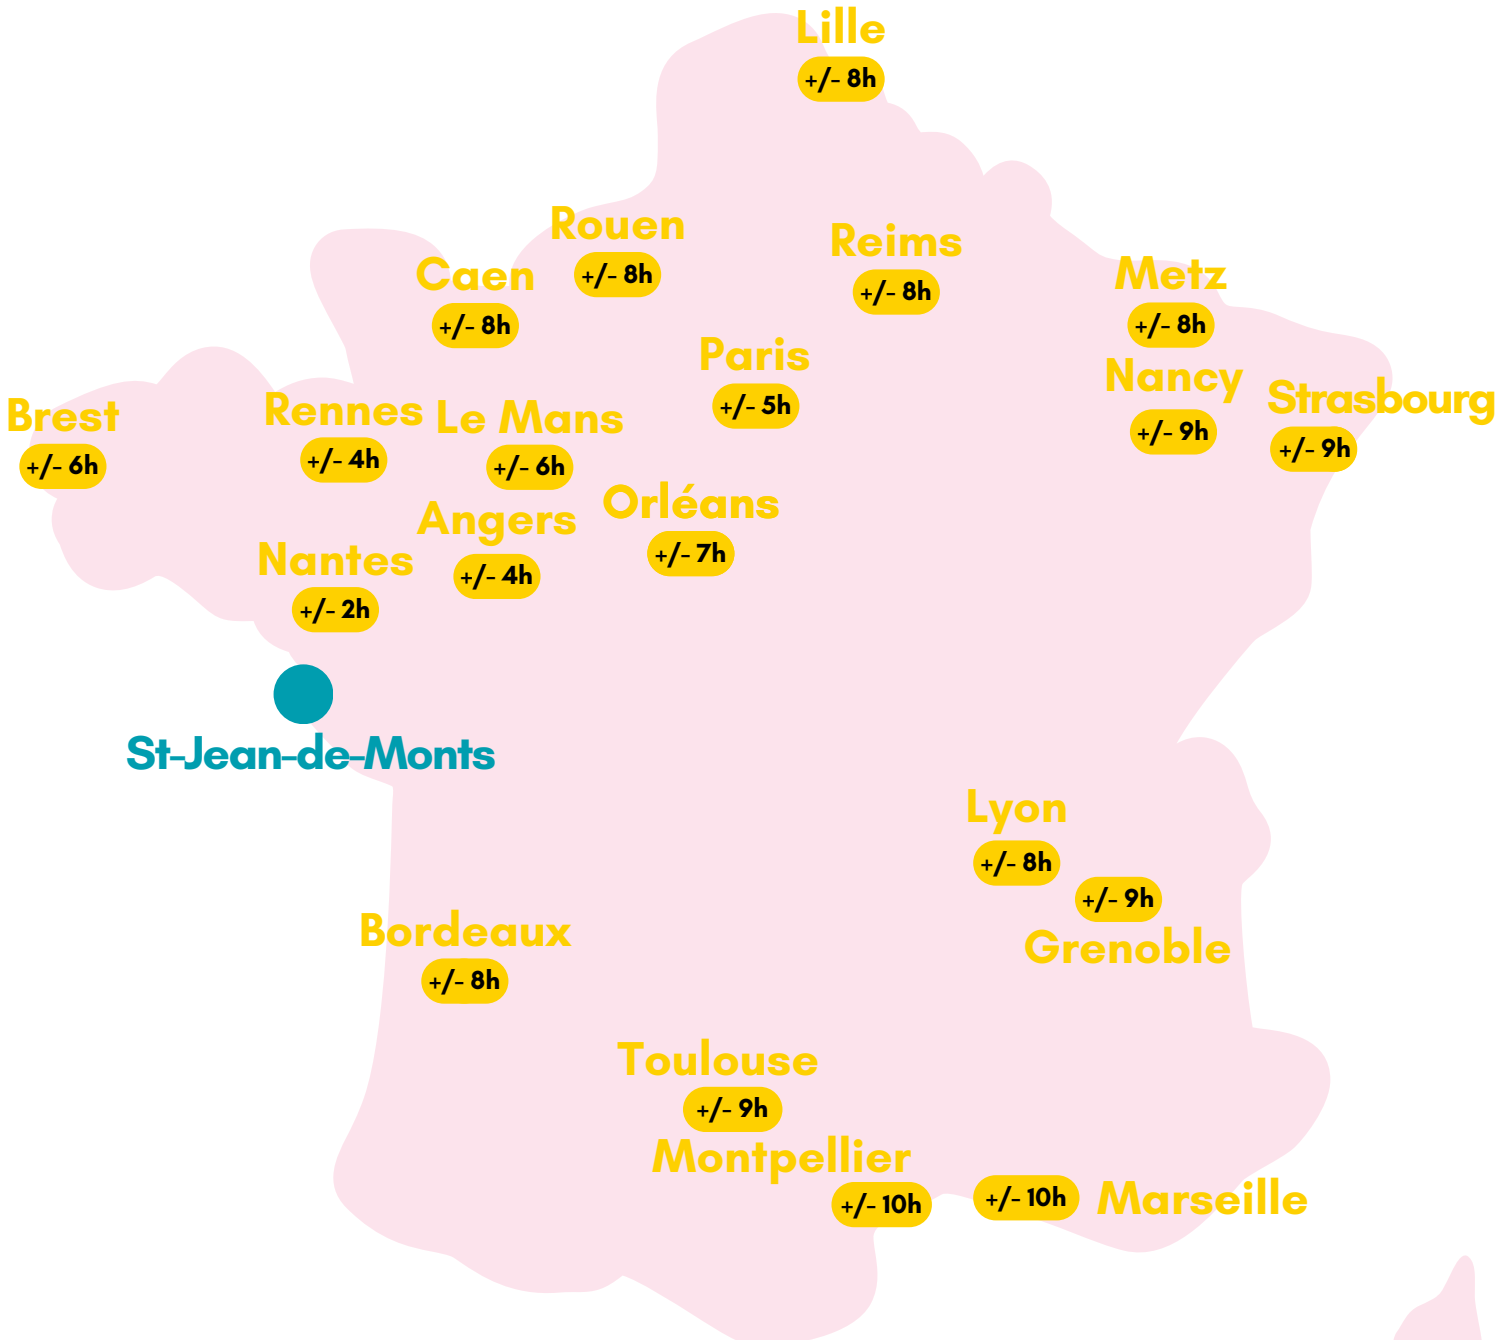 Lille
+/- 8h
Rouen
+/- 8h
Reims
+/- 8h
Caen
+/- 8h
Metz
+/- 8h
Paris
+/- 5h
Nancy
+/- 9h
Strasbourg
+/- 9h
Brest
+/- 6h
Rennes
+/- 4h
Le Mans
+/- 6h
Orléans
+/- 7h
Angers
+/- 4h
Nantes
+/- 2h
St-Jean-de-Monts
Lyon
+/- 8h
+/- 9h
Grenoble
Bordeaux
+/- 8h
Toulouse
+/- 9h
Montpellier
+/- 10h
+/- 10h Marseille